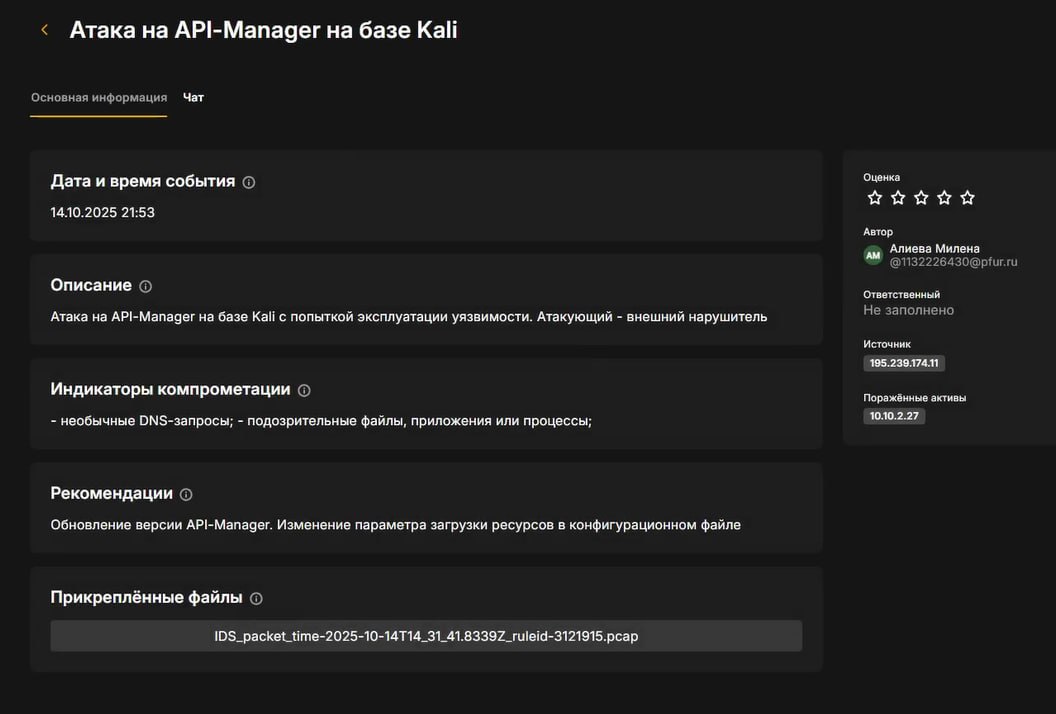 Атака на API-Manager на базе Kali
Основная информация
Чат
Дата и время события
14.10.2025 21:53
Описание
Атака на API-Manager на базе Kali с попыткой эксплуатации уязвимости. Атакующий - внешний нарушитель
Индикаторы компрометации
- необычные DNS-запросы; - подозрительные файлы, приложения или процессы;
Рекомендации
Обновление версии API-Manager. Изменение параметра загрузки ресурсов в конфигурационном файле
Прикреплённые файлы
IDS_packet_time-2025-10-14T14_31_41.8339Z_ruleid-3121915.pcap
Оценка
Автор
АМ
Алиева Милена
@1132226430@pfur.ru
Ответственный
Не заполнено
Источник
195.239.174.11
Поражённые активы
10.10.2.27